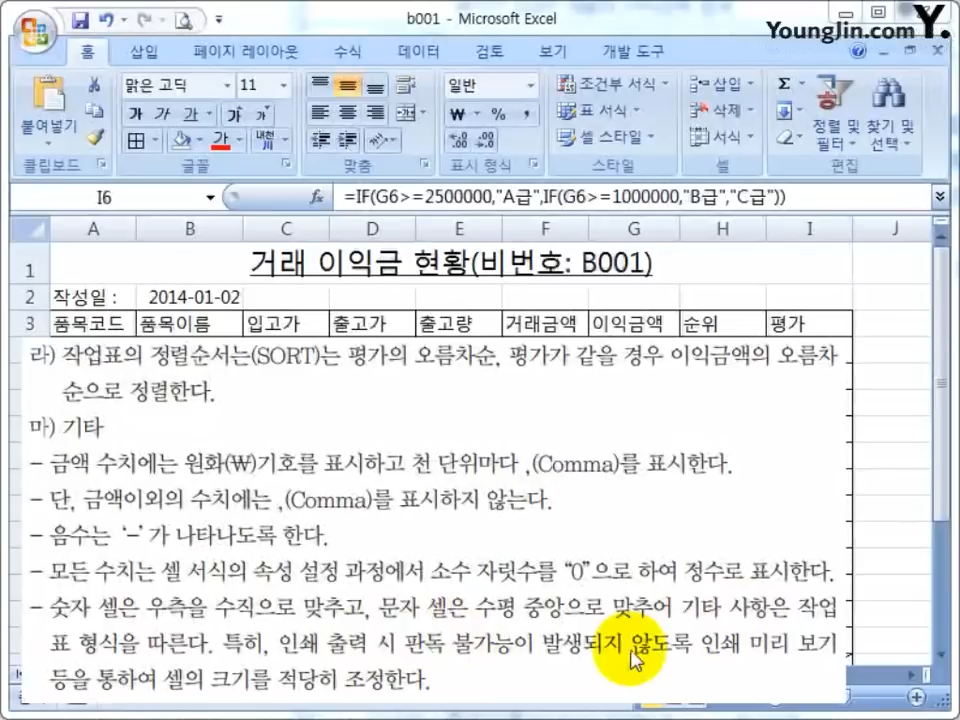 b001 - Microsoft Excel
YoungJin.com Y.
홈 삽입 페이지 레이아웃 수식 데이터 검토 보기 개발 도구
붙여넣기
맑은 고딕 11
가 가 가 가 가
가 내천
일반
₩ % ,
조건부 서식
표 서식
셀 스타일
삽입
삭제
서식
Σ
정렬 및 필터
찾기 및 선택
클립보드 글꼴 맞춤 표시 형식 스타일 셀 편집
I6 fx =IF(G6>=2500000,"A급",IF(G6>=1000000,"B급","C급"))
A B C D E F G H I J
1 거래 이익금 현황(비번호: B001)
2 작성일 : 2014-01-02
3 품목코드 품목이름 입고가 출고가 출고량 거래금액 이익금액 순위 평가
라) 작업표의 정렬순서는(SORT)는 평가의 오름차순, 평가가 같을 경우 이익금액의 오름차
순으로 정렬한다.
마) 기타
– 금액 수치에는 원화(₩)기호를 표시하고 천 단위마다 ,(Comma)를 표시한다.
– 단, 금액이외의 수치에는 ,(Comma)를 표시하지 않는다.
– 음수는 ‘–’가 나타나도록 한다.
– 모든 수치는 셀 서식의 속성 설정 과정에서 소수 자릿수를 “0”으로 하여 정수로 표시한다.
– 숫자 셀은 우측을 수직으로 맞추고, 문자 셀은 수평 중앙으로 맞추어 기타 사항은 작업
표 형식을 따른다. 특히, 인쇄 출력 시 판독 불가능이 발생되지 않도록 인쇄 미리 보기
등을 통하여 셀의 크기를 적당히 조정한다.